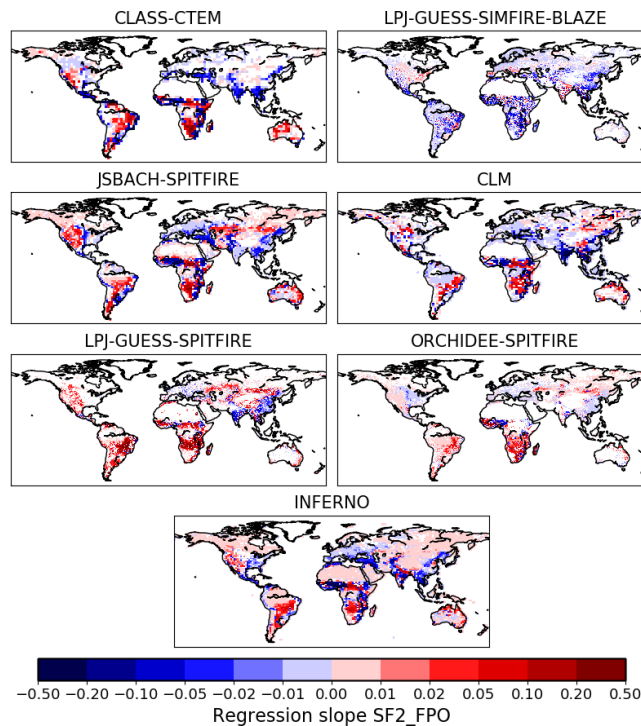 CLASS-CTEM
LPJ-GUESS-SIMFIRE-BLAZE
JSBACH-SPITFIRE
CLM
LPJ-GUESS-SPITFIRE
ORCHIDEE-SPITFIRE
INFERNO
−0.50 −0.20 −0.10 −0.05 −0.02 −0.01 0.00 0.01 0.02 0.05 0.10 0.20 0.50
Regression slope SF2_FPO